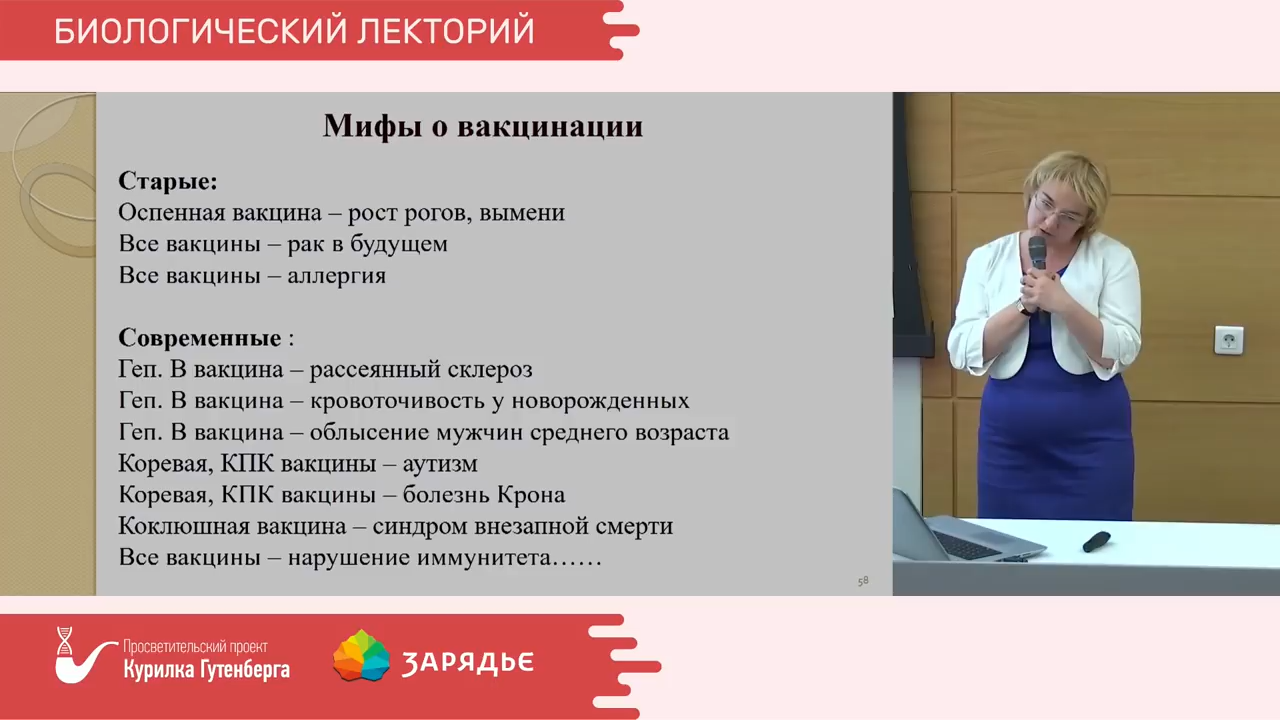 БИОЛОГИЧЕСКИЙ ЛЕКТОРИЙ
Мифы о вакцинации
Старые:
Оспенная вакцина – рост рогов, вымени
Все вакцины – рак в будущем
Все вакцины – аллергия
Современные :
Геп. В вакцина – рассеянный склероз
Геп. В вакцина – кровоточивость у новорожденных
Геп. В вакцина – облысение мужчин среднего возраста
Коревая, КПК вакцины – аутизм
Коревая, КПК вакцины – болезнь Крона
Коклюшная вакцина – синдром внезапной смерти
Все вакцины – нарушение иммунитета……
58
Просветительский проект
Курилка Гутенберга
ЗАРЯДЬЕ